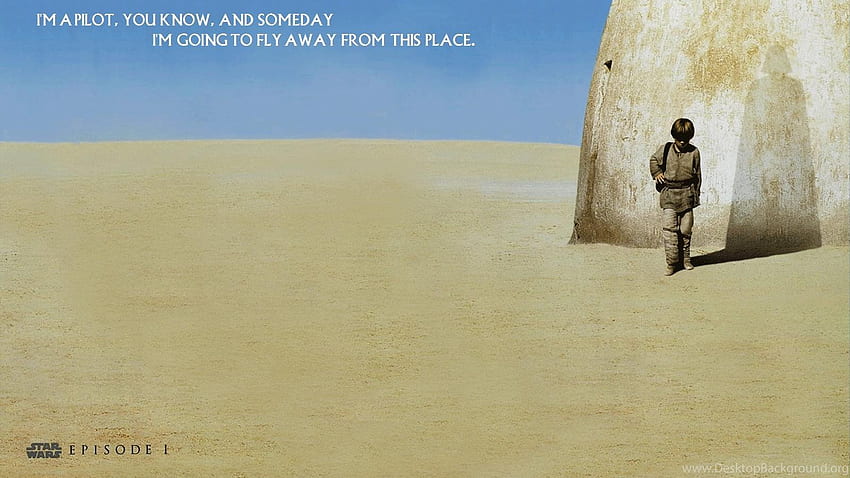 I'M A PILOT, YOU KNOW, AND SOMEDAY
I'M GOING TO FLY AWAY FROM THIS PLACE.
STAR WARS EPISODE I
www.DesktopBackground.org